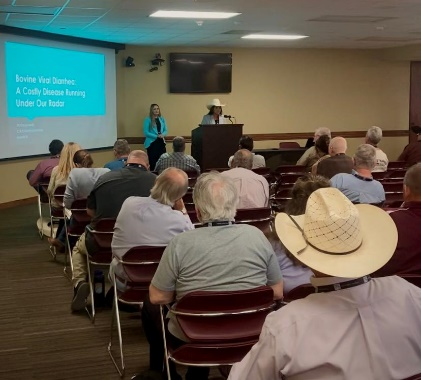 Bovine Viral Diarrhea:
A Costly Disease Running
Under Our Radar